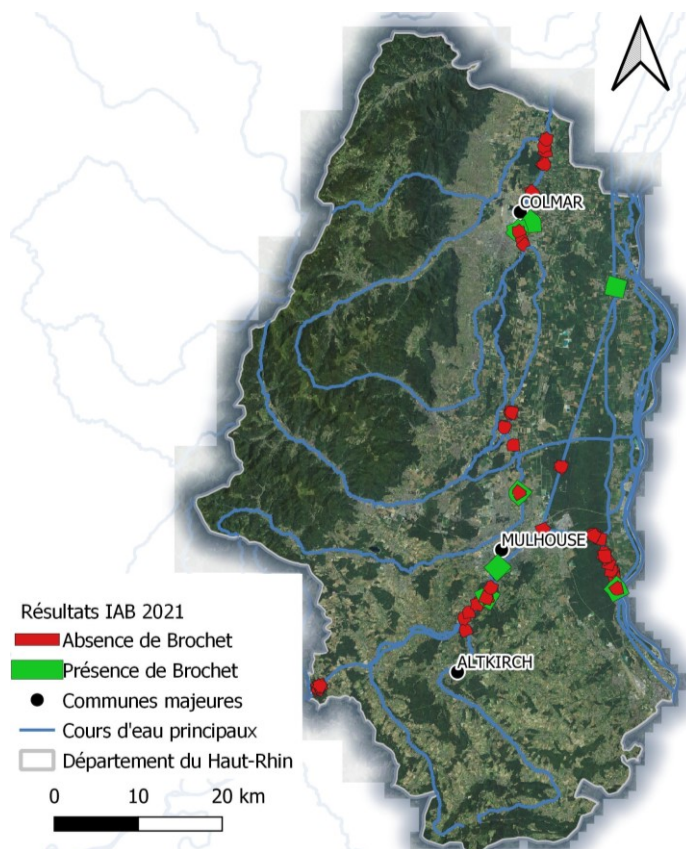 COLMAR
MULHOUSE
ALTKIRCH
Résultats IAB 2021
Absence de Brochet
Présence de Brochet
Communes majeures
Cours d'eau principaux
Département du Haut-Rhin
0 10 20 km